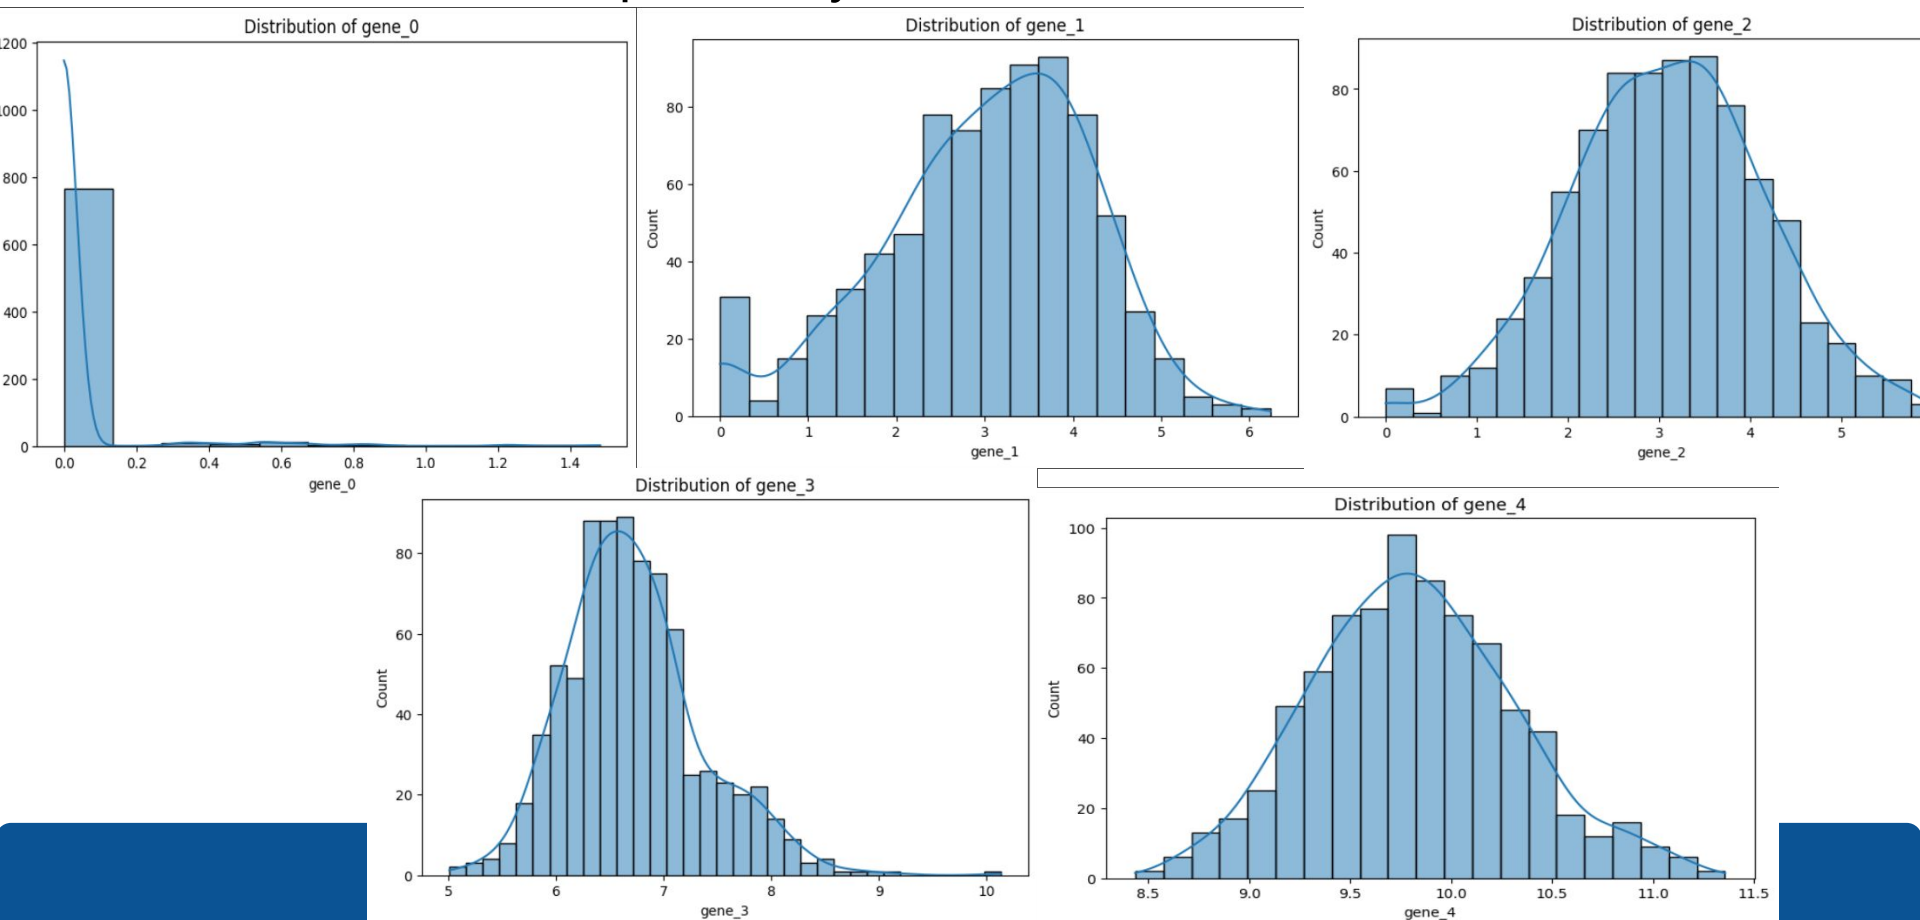 Distribution of gene_0
1200
1000
800
600
400
200
0
0.0 0.2 0.4 0.6 0.8 1.0 1.2 1.4
gene_0
Distribution of gene_1
Count
80
60
40
20
0
0 1 2 3 4 5 6
gene_1
Distribution of gene_2
Count
80
60
40
20
0
0 1 2 3 4 5
gene_2
Distribution of gene_3
Count
80
60
40
20
0
5 6 7 8 9 10
gene_3
Distribution of gene_4
Count
100
80
60
40
20
0
8.5 9.0 9.5 10.0 10.5 11.0 11.5
gene_4